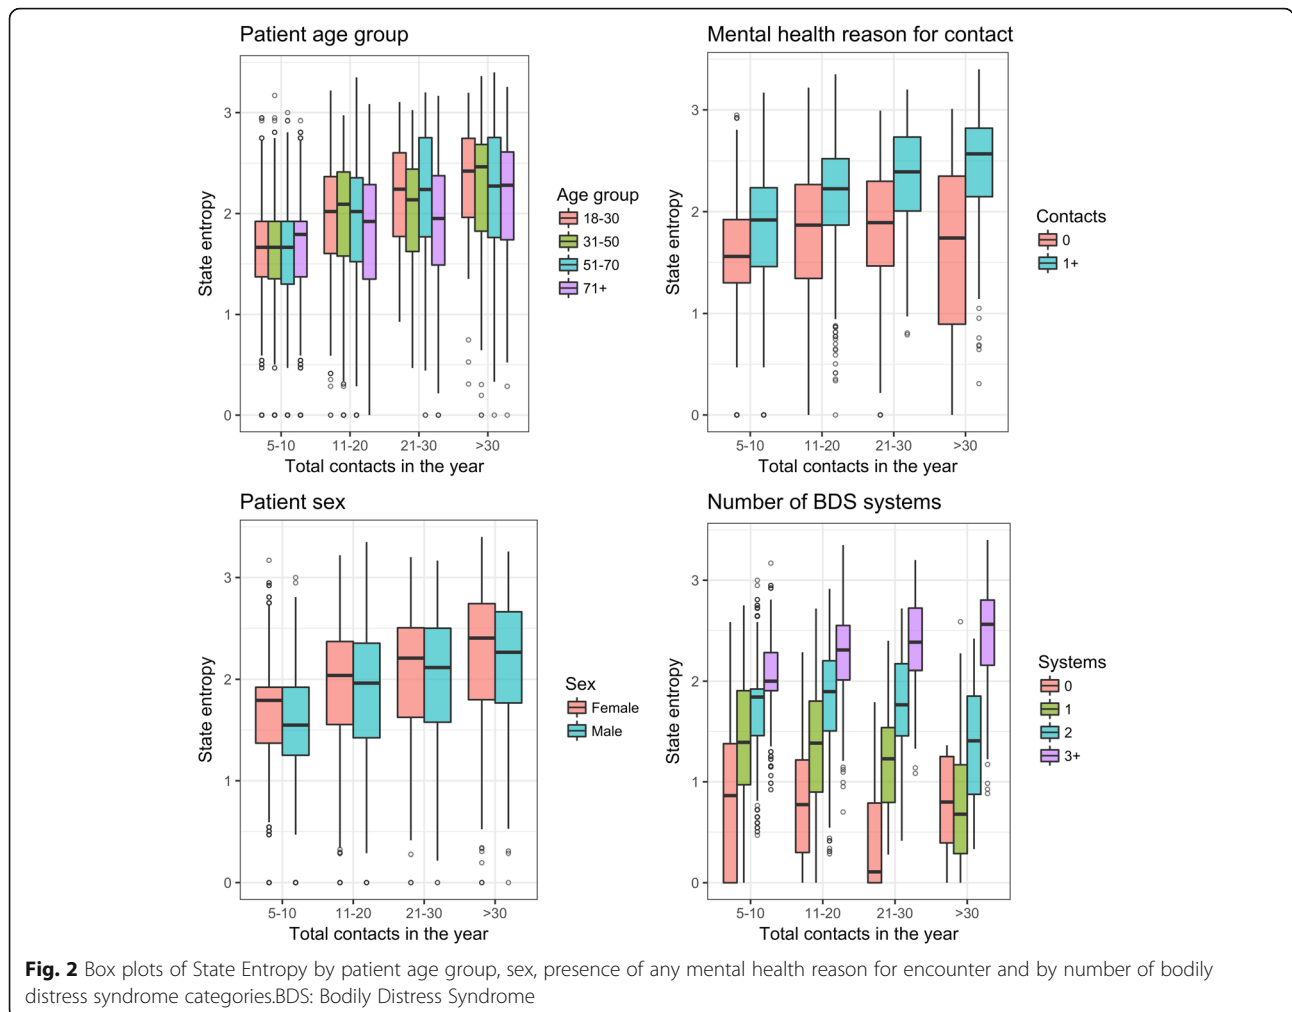 Patient age group
State entropy
3
2
1
0
5-10 11-20 21-30 >30
Total contacts in the year
Age group
18-30
31-50
51-70
71+
Mental health reason for contact
State entropy
3
2
1
0
5-10 11-20 21-30 >30
Total contacts in the year
Contacts
0
1+
Patient sex
State entropy
3
2
1
0
5-10 11-20 21-30 >30
Total contacts in the year
Sex
Female
Male
Number of BDS systems
State entropy
3
2
1
0
5-10 11-20 21-30 >30
Total contacts in the year
Systems
0
1
2
3+
Fig. 2 Box plots of State Entropy by patient age group, sex, presence of any mental health reason for encounter and by number of bodily
distress syndrome categories.BDS: Bodily Distress Syndrome